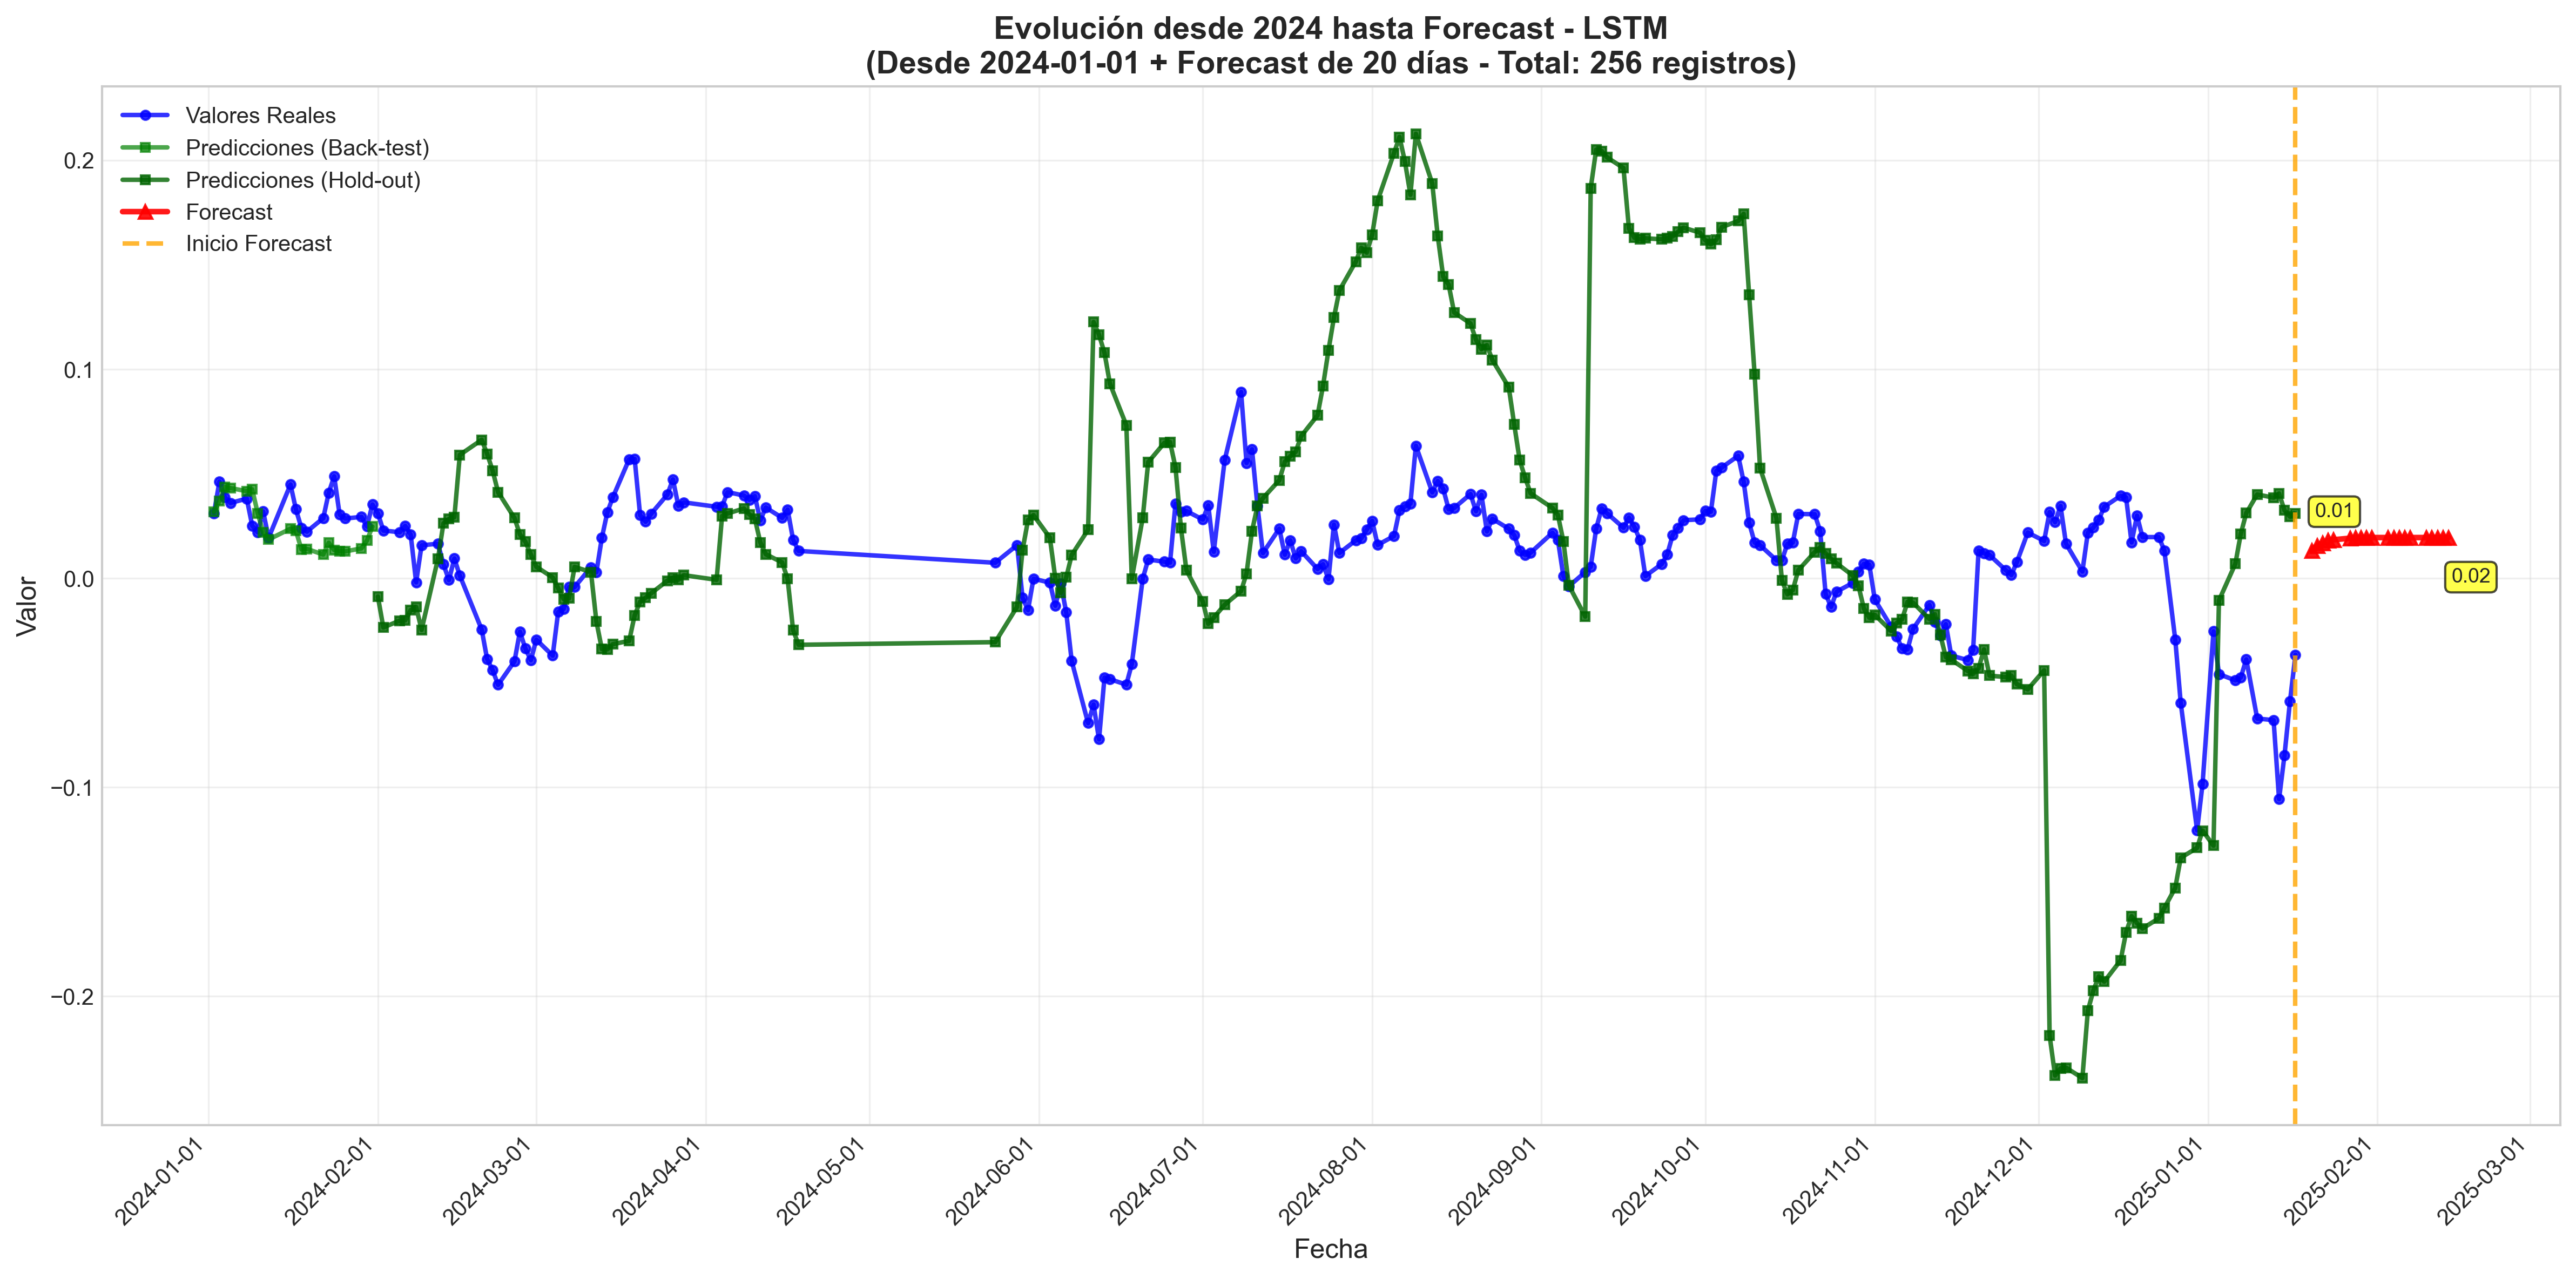 Evolución desde 2024 hasta Forecast - LSTM
(Desde 2024-01-01 + Forecast de 20 días - Total: 256 registros)
Valores Reales
Predicciones (Back-test)
Predicciones (Hold-out)
Forecast
Inicio Forecast
Valor
0.2
0.1
0.0
−0.1
−0.2
0.01
0.02
2024-01-01
2024-02-01
2024-03-01
2024-04-01
2024-05-01
2024-06-01
2024-07-01
2024-08-01
2024-09-01
2024-10-01
2024-11-01
2024-12-01
2025-01-01
2025-02-01
2025-03-01
Fecha